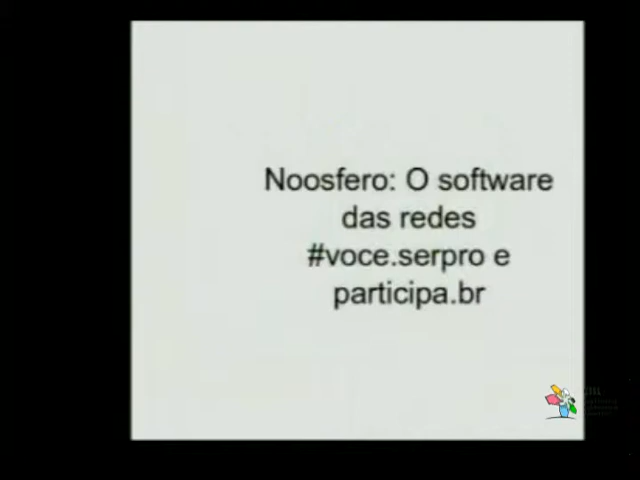 Noosfero: O software
das redes
#voce.serpro e
participa.br